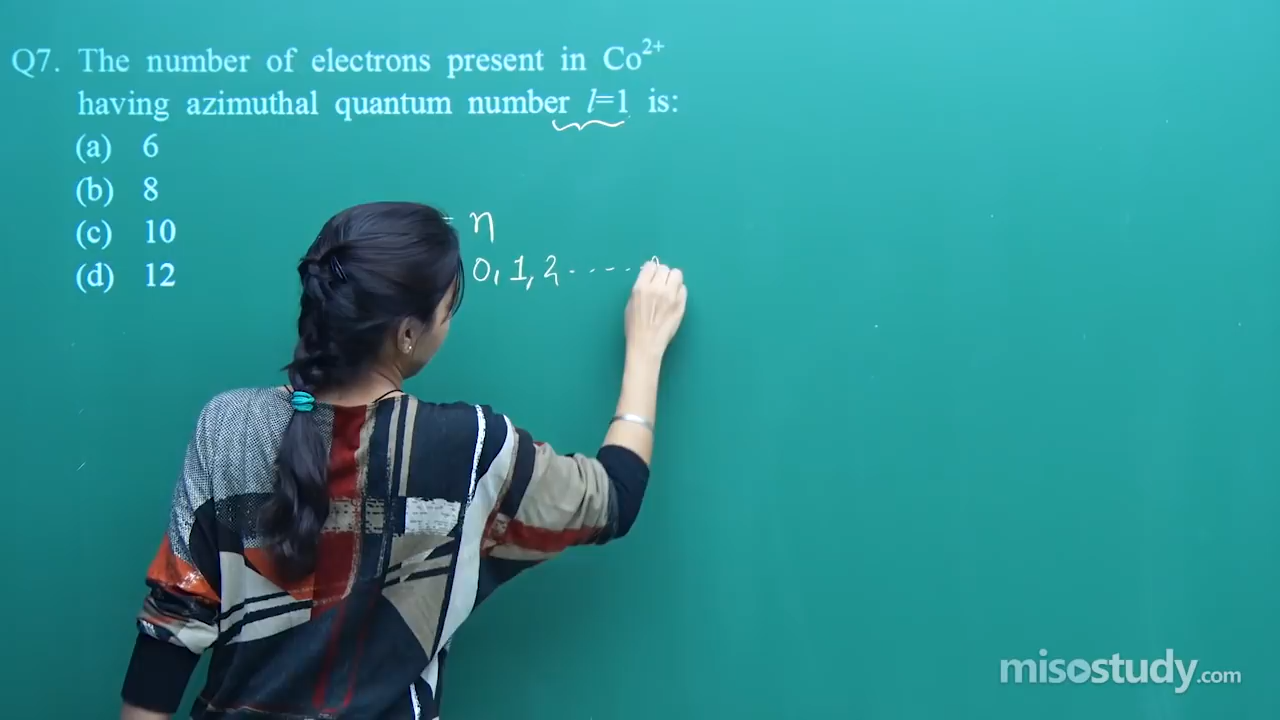 Q7. The number of electrons present in Co²⁺
having azimuthal quantum number l=1 is:
(a) 6
(b) 8
(c) 10
(d) 12
= n
0, 1, 2 - - - -
misostudy.com